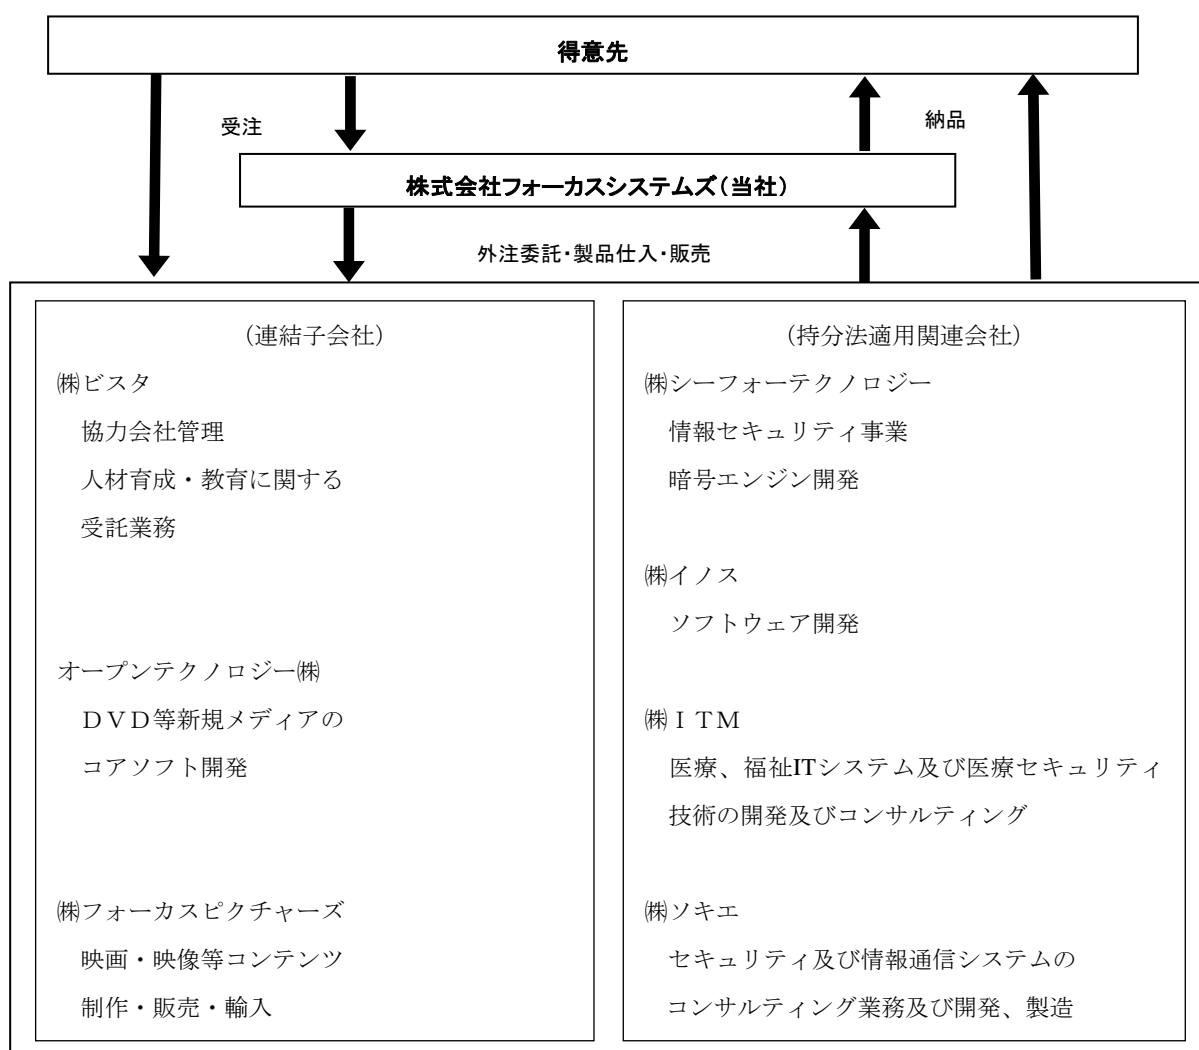 得意先
受注
納品
株式会社フォーカスシステムズ（当社）
外注委託・製品仕入・販売
（連結子会社）
㈱ビスタ
協力会社管理
人材育成・教育に関する
受託業務
オープンテクノロジー㈱
ＤＶＤ等新規メディアの
コアソフト開発
㈱フォーカスピクチャーズ
映画・映像等コンテンツ
制作・販売・輸入
（持分法適用関連会社）
㈱シーフォーテクノロジー
情報セキュリティ事業
暗号エンジン開発
㈱イノス
ソフトウェア開発
㈱ＩＴＭ
医療、福祉ITシステム及び医療セキュリティ
技術の開発及びコンサルティング
㈱ソキエ
セキュリティ及び情報通信システムの
コンサルティング業務及び開発、製造